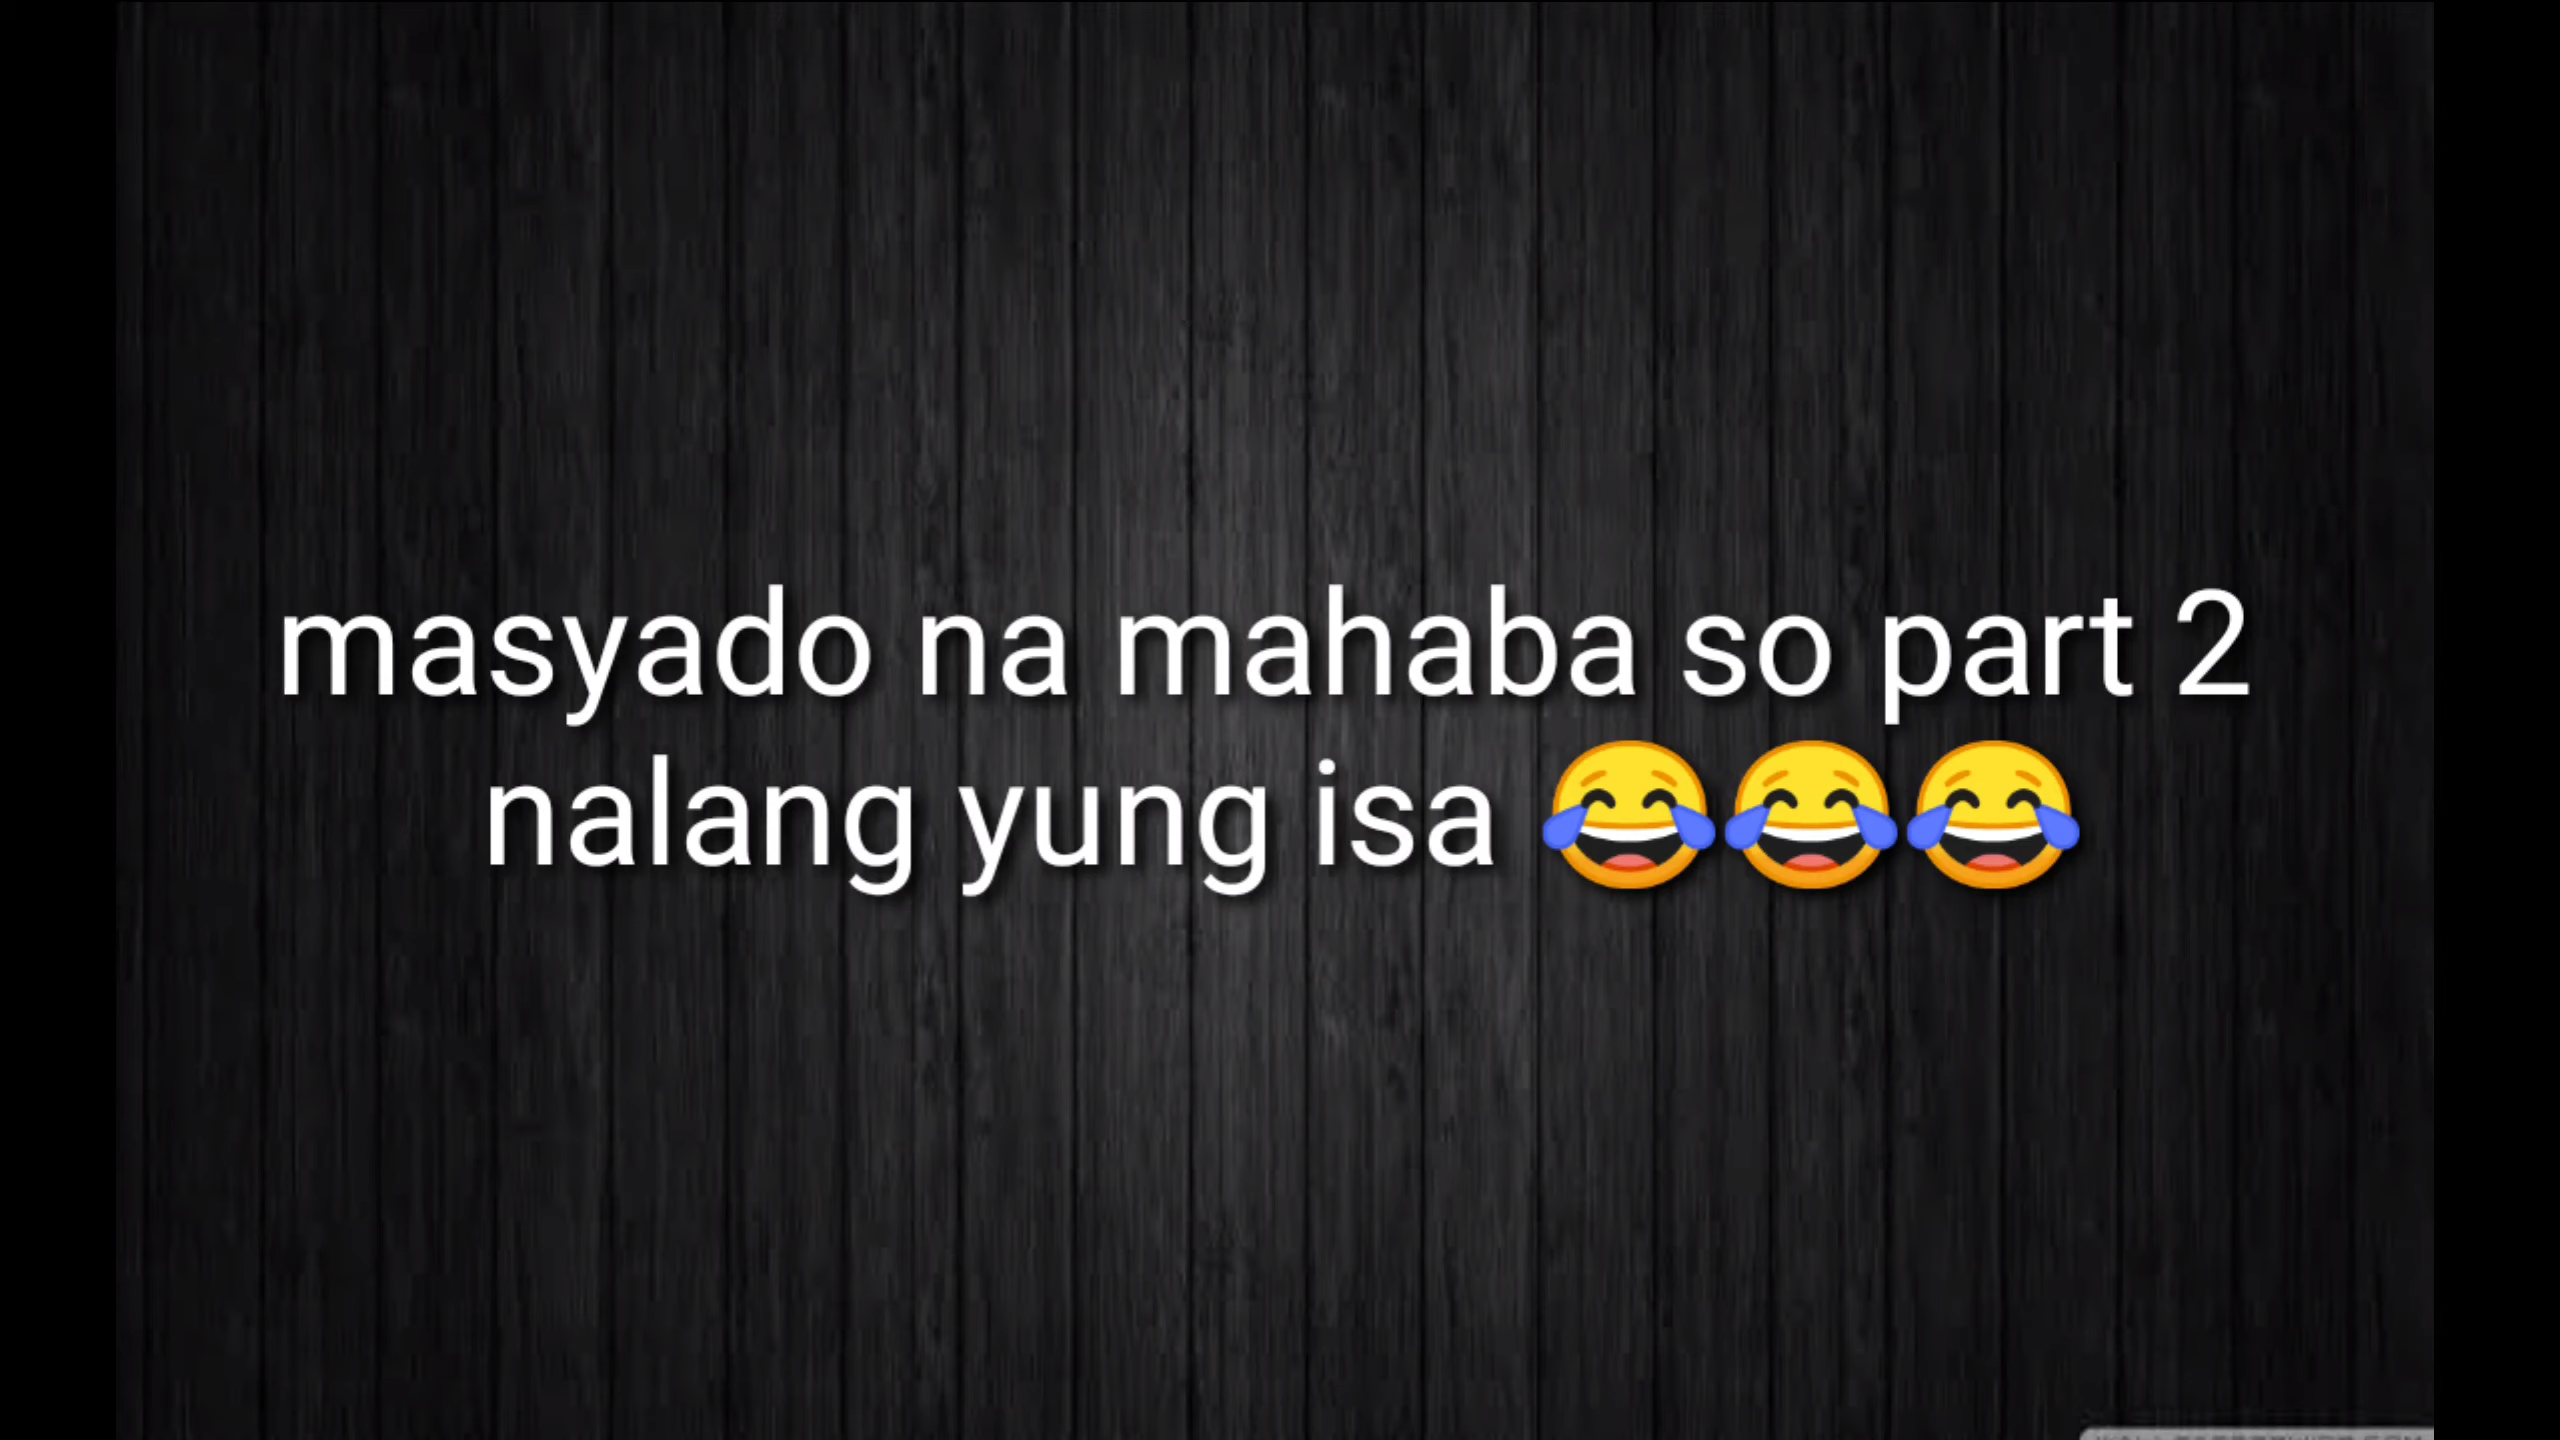 masyado na mahaba so part 2
nalang yung isa 😂😂😂